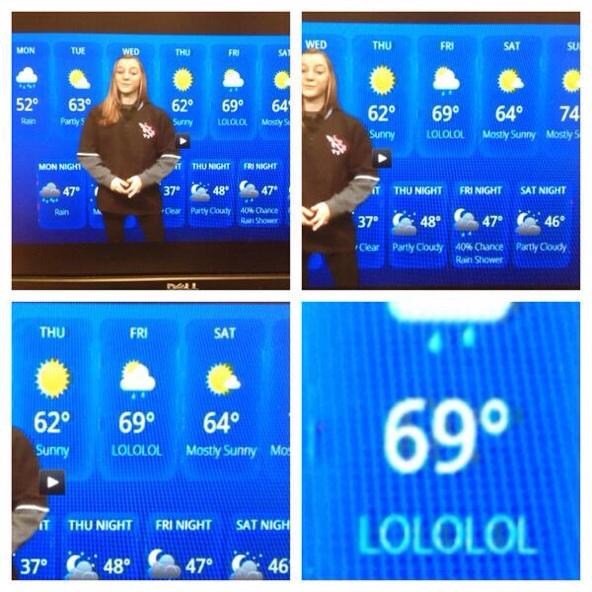 MON TUE WED THU FRI SAT
52° 63° 62° 69° 64°
Rain Sunny LOLOLOL Mostly
MON NIGHT THU NIGHT FRI NIGHT
47° 37° 48° 47°
Rain Clear Partly Cloudy 40% Chance
Rain Shower
DELL
WED THU FRI SAT
62° 69° 64° 74
Sunny LOLOLOL Mostly Sunny Mostly S
THU NIGHT FRI NIGHT SAT NIGHT
37° 48° 47° 46°
Clear Partly Cloudy 40% Chance Partly Cloudy
Rain Shower
THU FRI SAT
62° 69° 64°
Sunny LOLOLOL Mostly Sunny Mos
THU NIGHT FRI NIGHT SAT NIGH
37° 48° 47° 46
69°
LOLOLOL